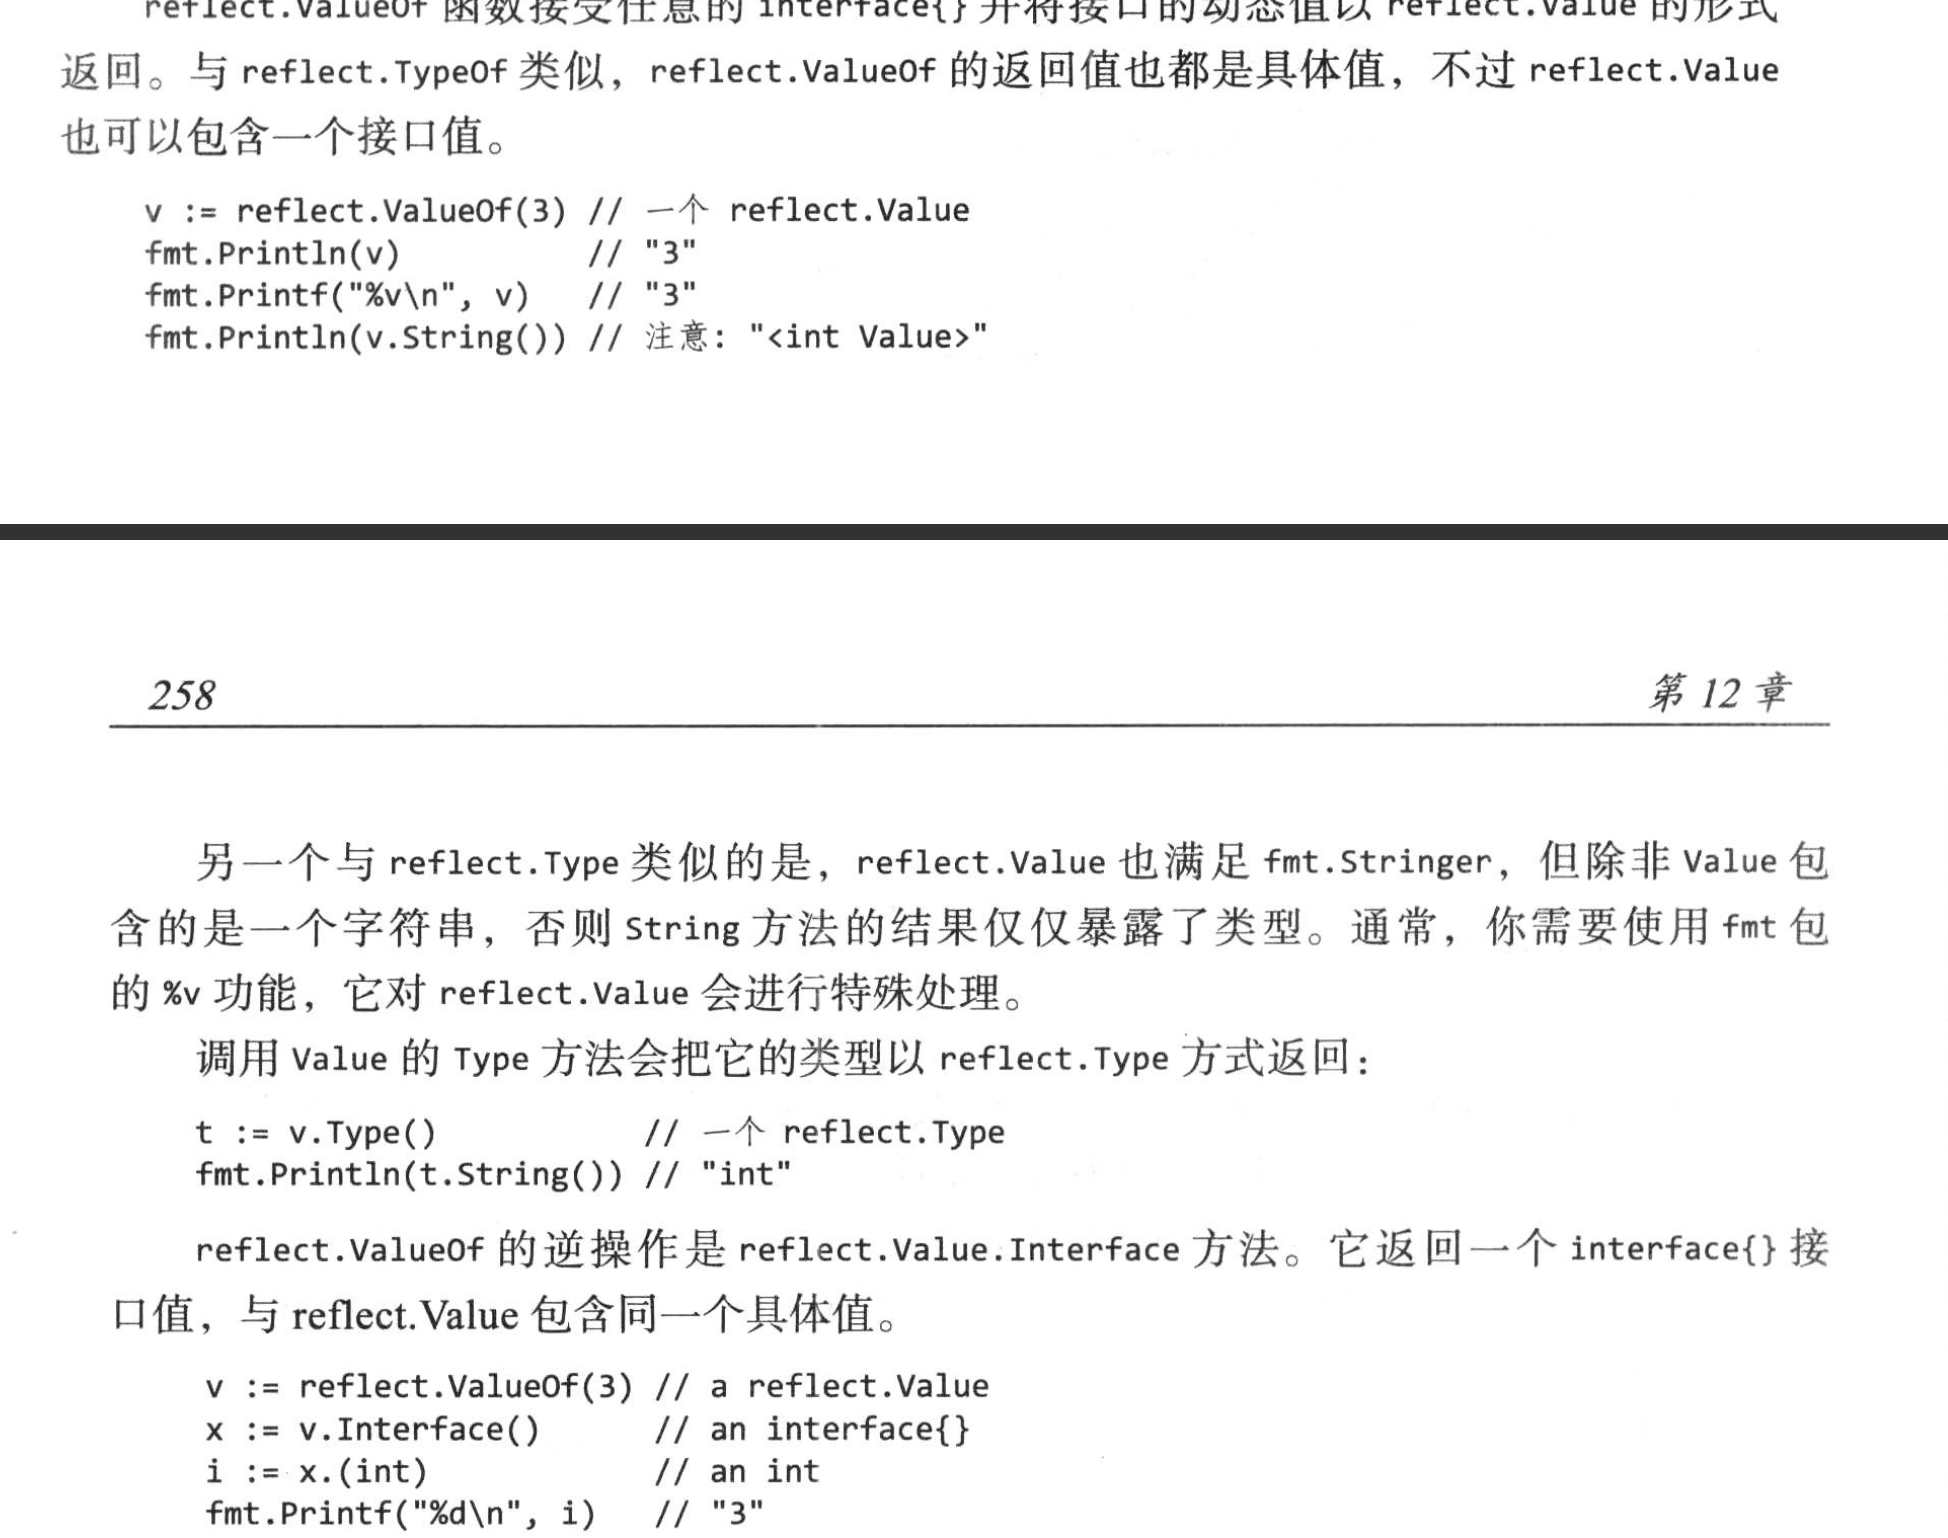 reflect.ValueOf 函数接受任意的 interface{} 并将接口的动态值以 reflect.Value 的形式
返回。与 reflect.TypeOf 类似，reflect.ValueOf 的返回值也都是具体值，不过 reflect.Value
也可以包含一个接口值。
v := reflect.ValueOf(3) // 一个 reflect.Value
fmt.Println(v)          // "3"
fmt.Printf("%v\n", v)   // "3"
fmt.Println(v.String()) // 注意: "<int Value>"
258 第 12 章
另一个与 reflect.Type 类似的是，reflect.Value 也满足 fmt.Stringer，但除非 Value 包
含的是一个字符串，否则 String 方法的结果仅仅暴露了类型。通常，你需要使用 fmt 包
的 %v 功能，它对 reflect.Value 会进行特殊处理。
调用 Value 的 Type 方法会把它的类型以 reflect.Type 方式返回：
t := v.Type()           // 一个 reflect.Type
fmt.Println(t.String()) // "int"
reflect.ValueOf 的逆操作是 reflect.Value.Interface 方法。它返回一个 interface{} 接
口值，与 reflect.Value 包含同一个具体值。
v := reflect.ValueOf(3) // a reflect.Value
x := v.Interface()      // an interface{}
i := x.(int)            // an int
fmt.Printf("%d\n", i)   // "3"